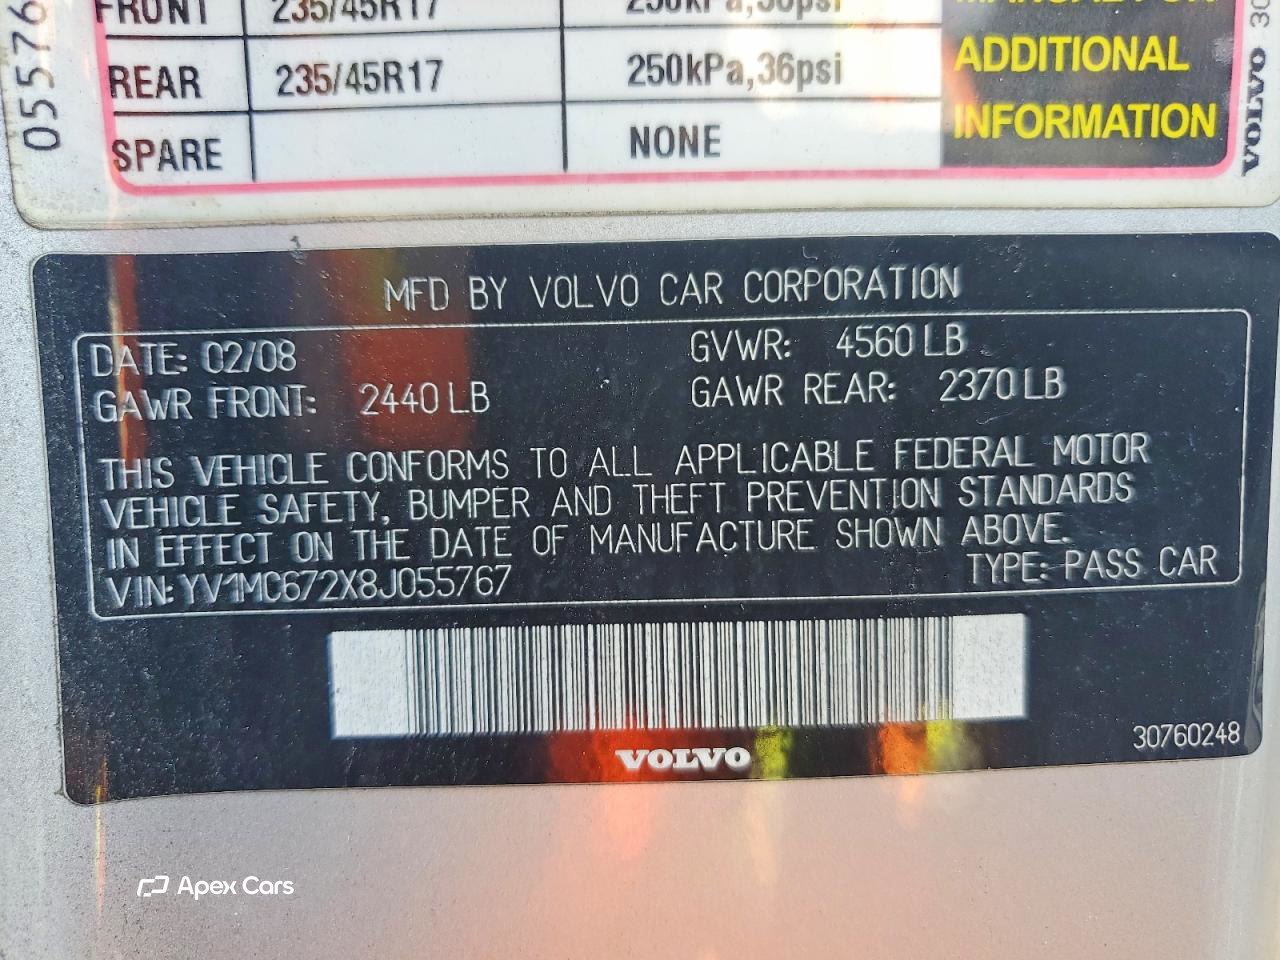 05576
FRONT 235/45R17 250kPa,36psi
REAR 235/45R17 250kPa,36psi
SPARE NONE
ADDITIONAL
INFORMATION
VOLVO 30
MFD BY VOLVO CAR CORPORATION
DATE: 02/08 GVWR: 4560 LB
GAWR FRONT: 2440 LB GAWR REAR: 2370 LB
THIS VEHICLE CONFORMS TO ALL APPLICABLE FEDERAL MOTOR
VEHICLE SAFETY, BUMPER AND THEFT PREVENTION STANDARDS
IN EFFECT ON THE DATE OF MANUFACTURE SHOWN ABOVE.
VIN: YV1MC672X8J055767 TYPE: PASS CAR
VOLVO
30760248
Apex Cars